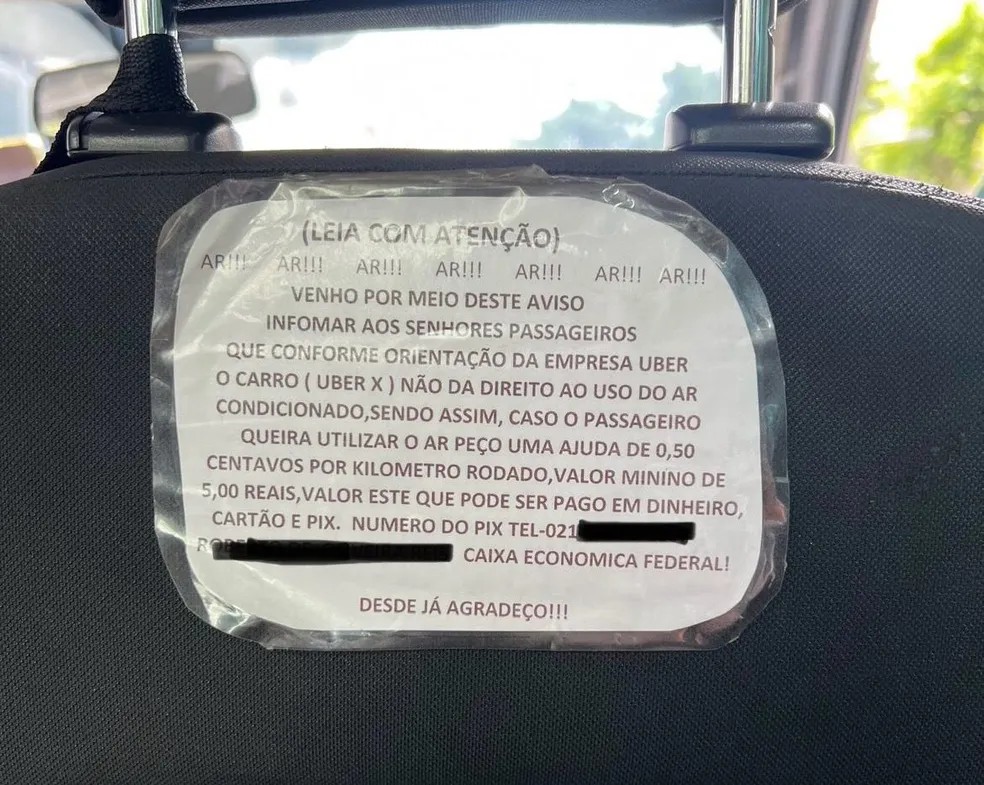 (LEIA COM ATENÇÃO)
AR!!! AR!!! AR!!! AR!!! AR!!! AR!!! AR!!!
VENHO POR MEIO DESTE AVISO
INFOMAR AOS SENHORES PASSAGEIROS
QUE CONFORME ORIENTAÇÃO DA EMPRESA UBER
O CARRO ( UBER X ) NÃO DA DIREITO AO USO DO AR
CONDICIONADO,SENDO ASSIM, CASO O PASSAGEIRO
QUEIRA UTILIZAR O AR PEÇO UMA AJUDA DE 0,50
CENTAVOS POR KILOMETRO RODADO,VALOR MININO DE
5,00 REAIS,VALOR ESTE QUE PODE SER PAGO EM DINHEIRO,
CARTÃO E PIX. NUMERO DO PIX TEL-021
CAIXA ECONOMICA FEDERAL!
DESDE JÁ AGRADEÇO!!!